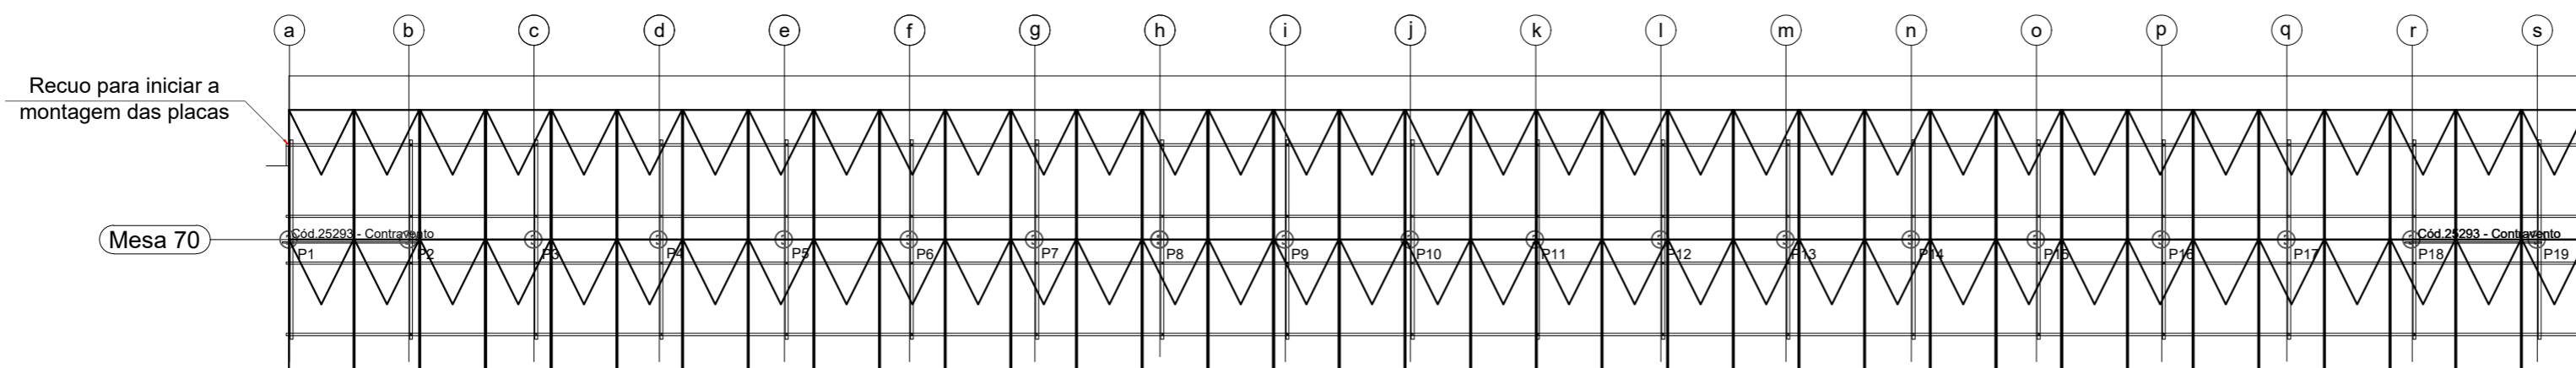 a b c d e f g h i j k l m n o p q r s
Recuo para iniciar a
montagem das placas
Mesa 70
Cód.25293 - Contravento
Cód.25293 - Contravento
P1 P2 P3 P4 P5 P6 P7 P8 P9 P10 P11 P12 P13 P14 P15 P16 P17 P18 P19